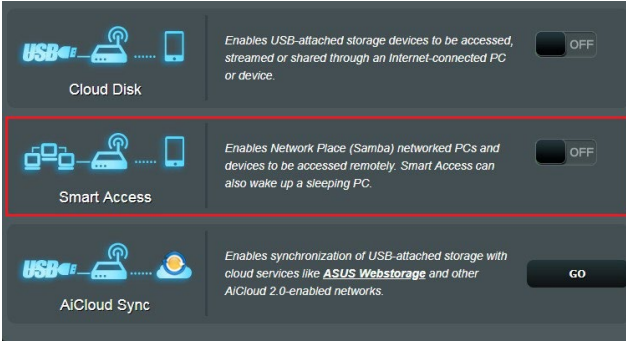 Enables USB-attached storage devices to be accessed,
streamed or shared through an Internet-connected PC
or device.
OFF
USB
Cloud Disk
Enables Network Place (Samba) networked PCs and
devices to be accessed remotely. Smart Access can
also wake up a sleeping PC.
OFF
Smart Access
Enables synchronization of USB-attached storage with
cloud services like ASUS Webstorage and other
AiCloud 2.0-enabled networks.
GO
USB
AiCloud Sync